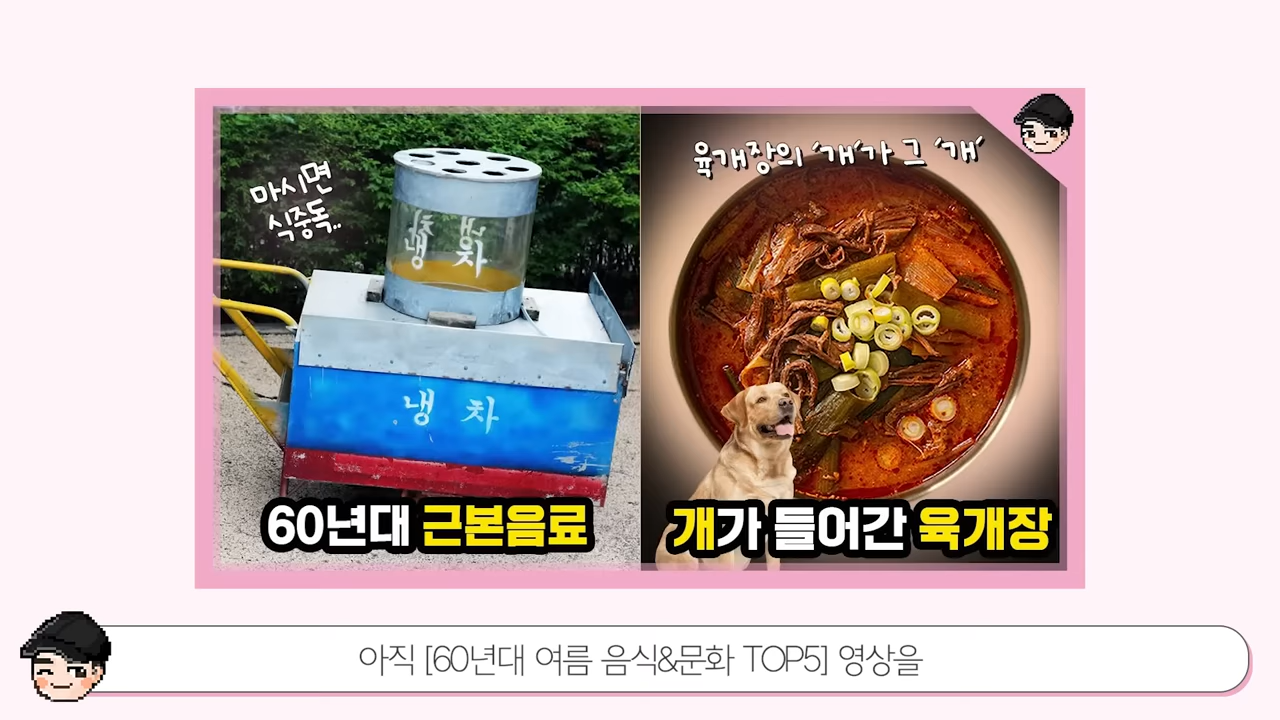 마시면
식중독..
냉 차
냉 차
60년대 근본음료
육개장의 '개'가 그 '개'
개가 들어간 육개장
아직 [60년대 여름 음식&문화 TOP5] 영상을